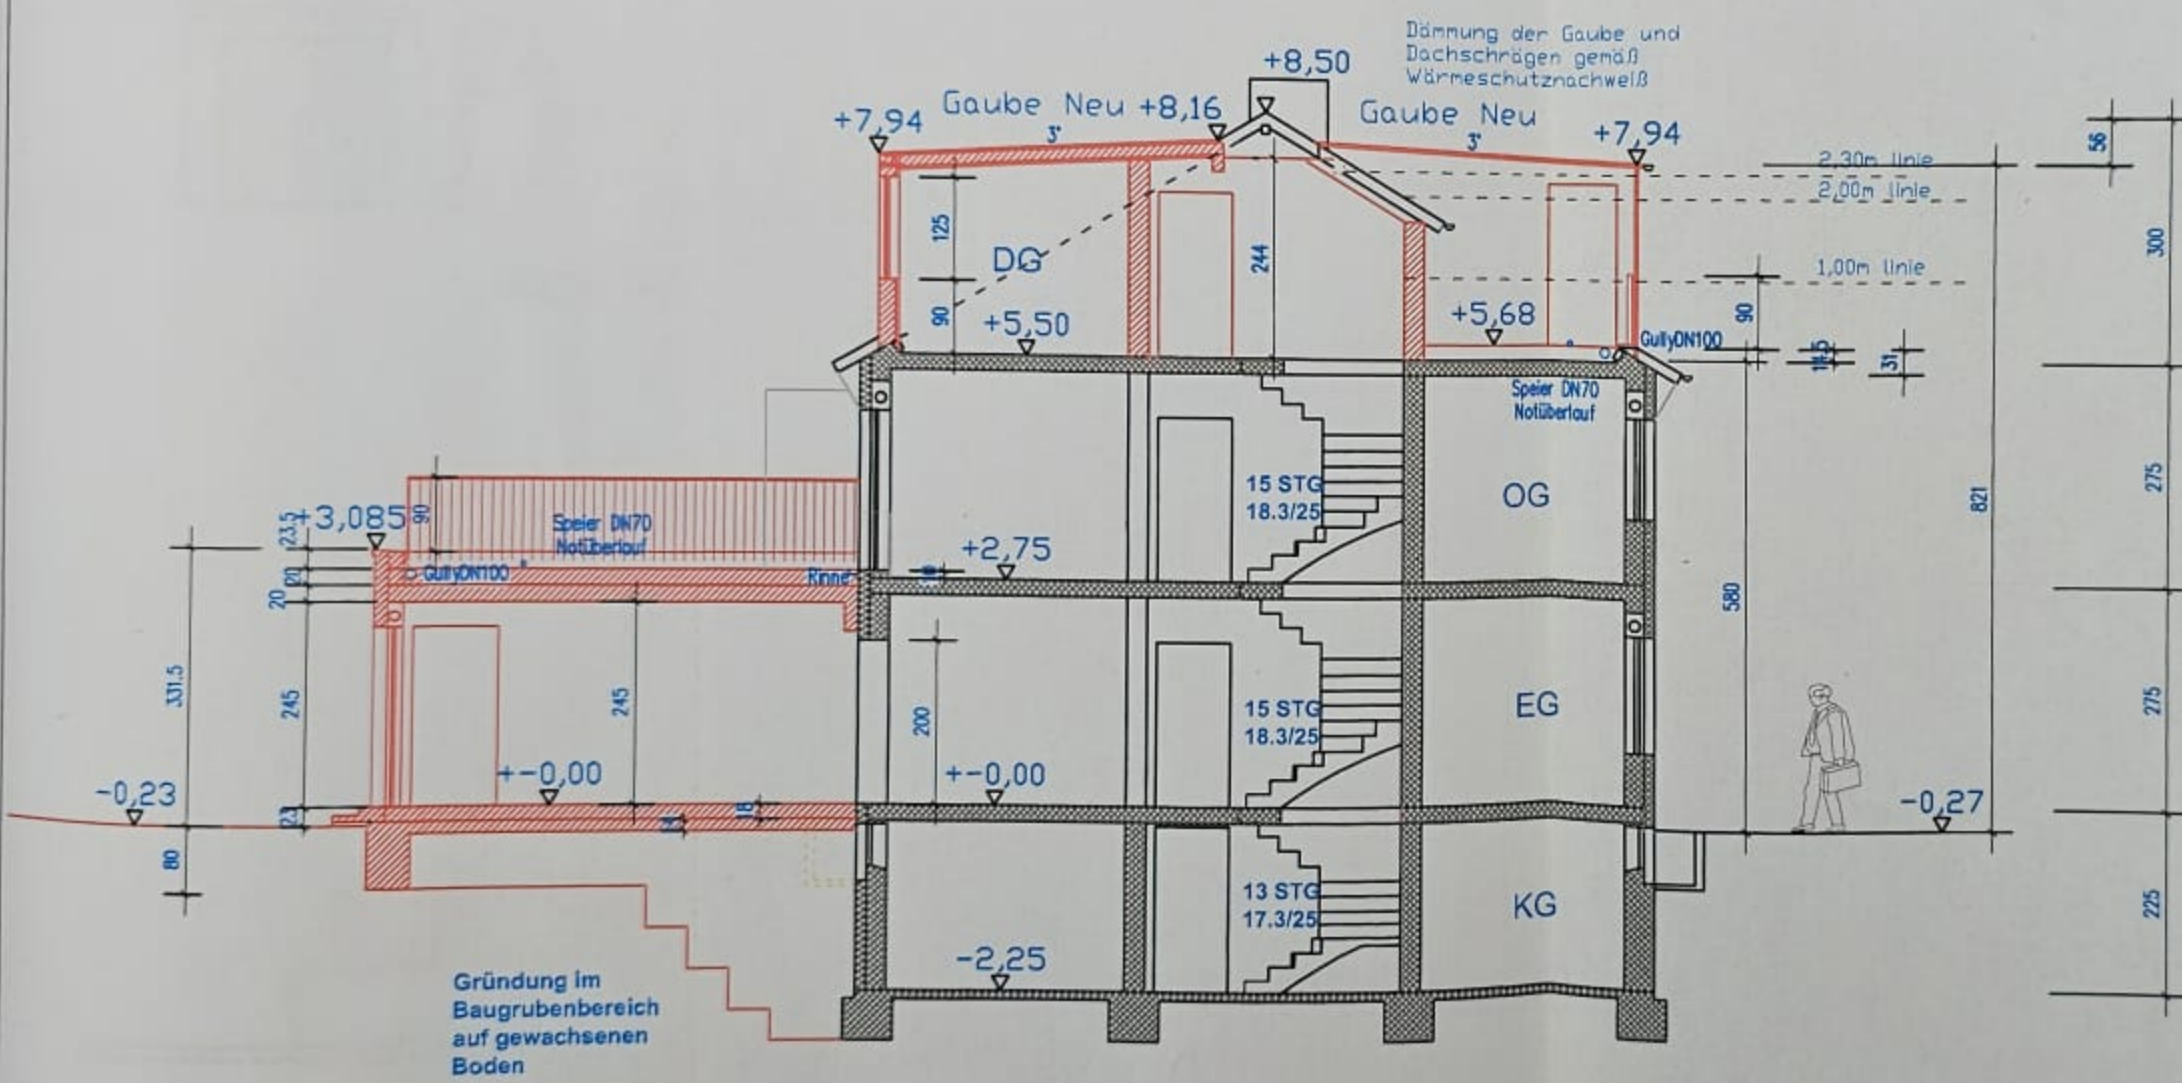 Dämmung der Gaube und
Dachschrägen gemäß
Wärmeschutznachweiß
+8,50
Gaube Neu
+8,16
+7,94
3°
Gaube Neu
3°
+7,94
56
2,30m linie
2,00m linie
125
DG
244
300
1,00m linie
90
+5,50
+5,68
90
GullyDN100
31
Speier DN70
Notüberlauf
15 STG
18.3/25
OG
275
821
23.5
+3,085
90
Speier DN70
Notüberlauf
+2,75
GullyDN100
Rinne
20
20
580
331.5
245
245
200
15 STG
18.3/25
EG
275
+-0,00
+-0,00
-0,23
-0,27
23
18
80
13 STG
17.3/25
KG
225
-2,25
Gründung im
Baugrubenbereich
auf gewachsenen
Boden